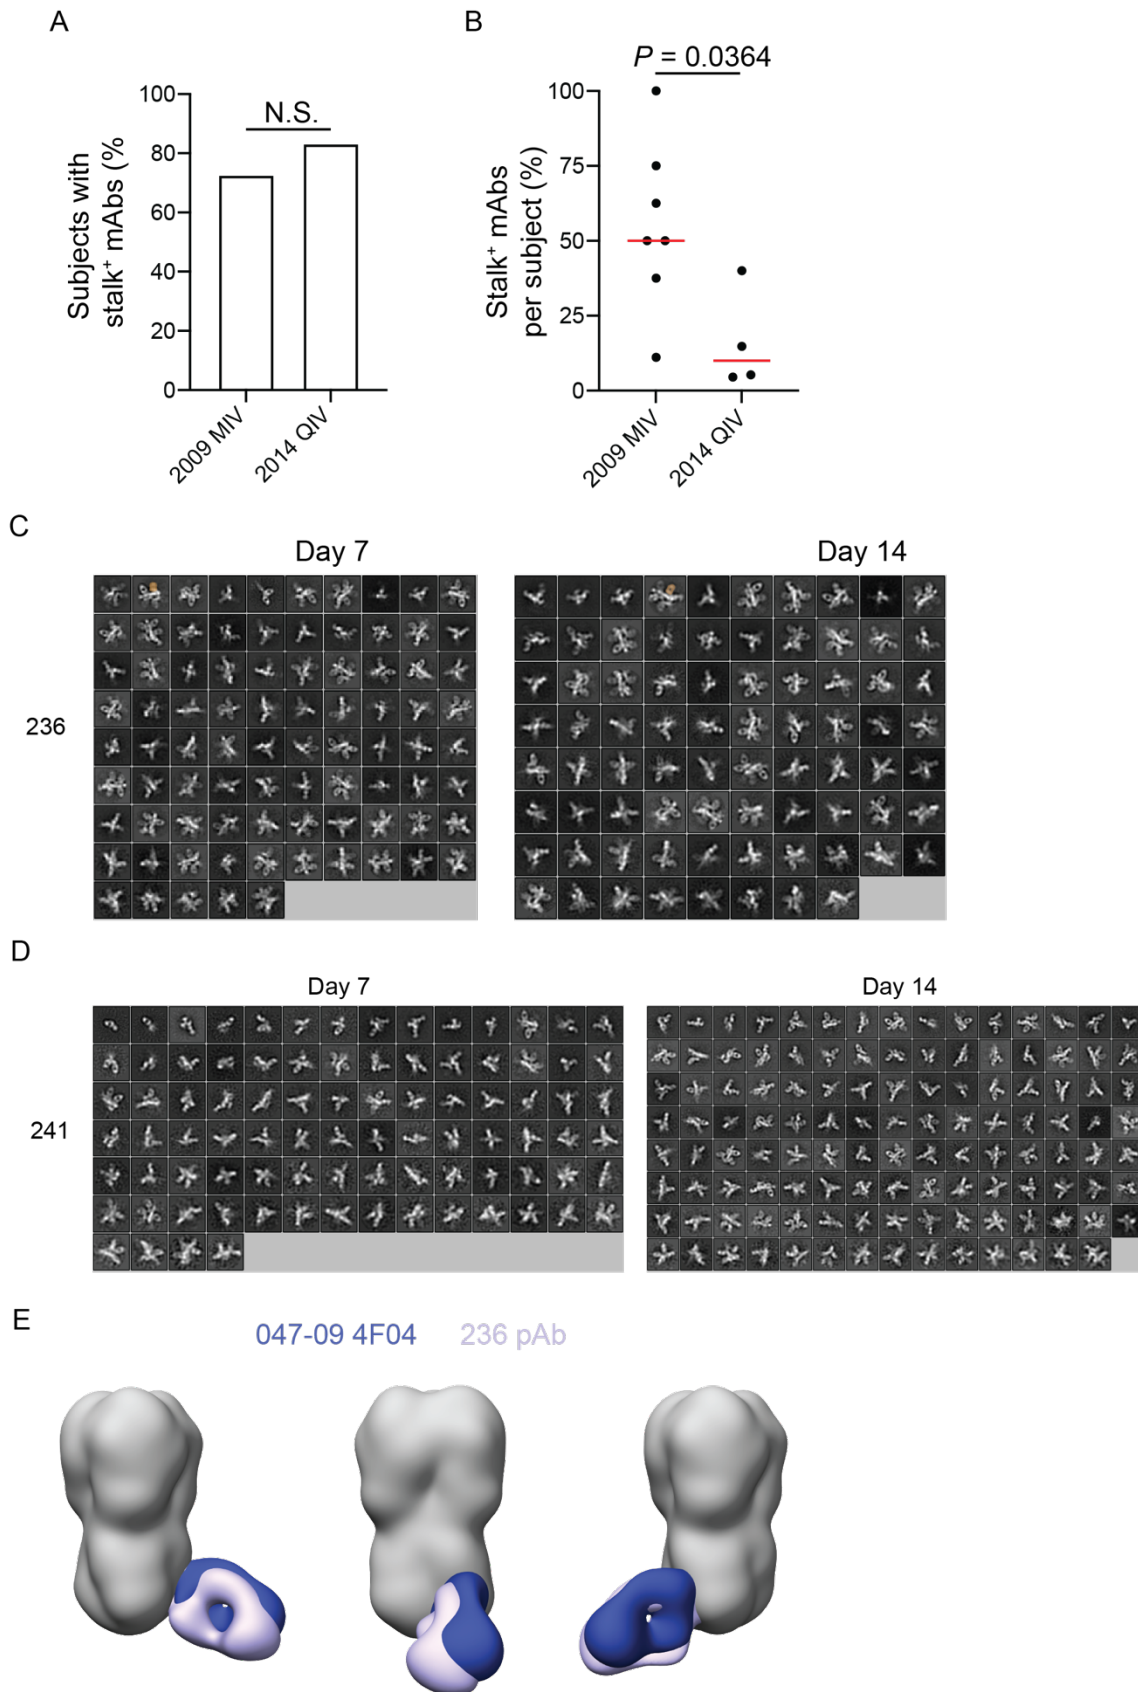 A
N.S.
Subjects with
stalk⁺ mAbs (%
100
80
60
40
20
0
2009 MIV
2014 QIV
B
P = 0.0364
Stalk⁺ mAbs
per subject (%)
100
75
50
25
0
2009 MIV
2014 QIV
C
Day 7
Day 14
236
D
Day 7
Day 14
241
E
047-09 4F04
236 pAb